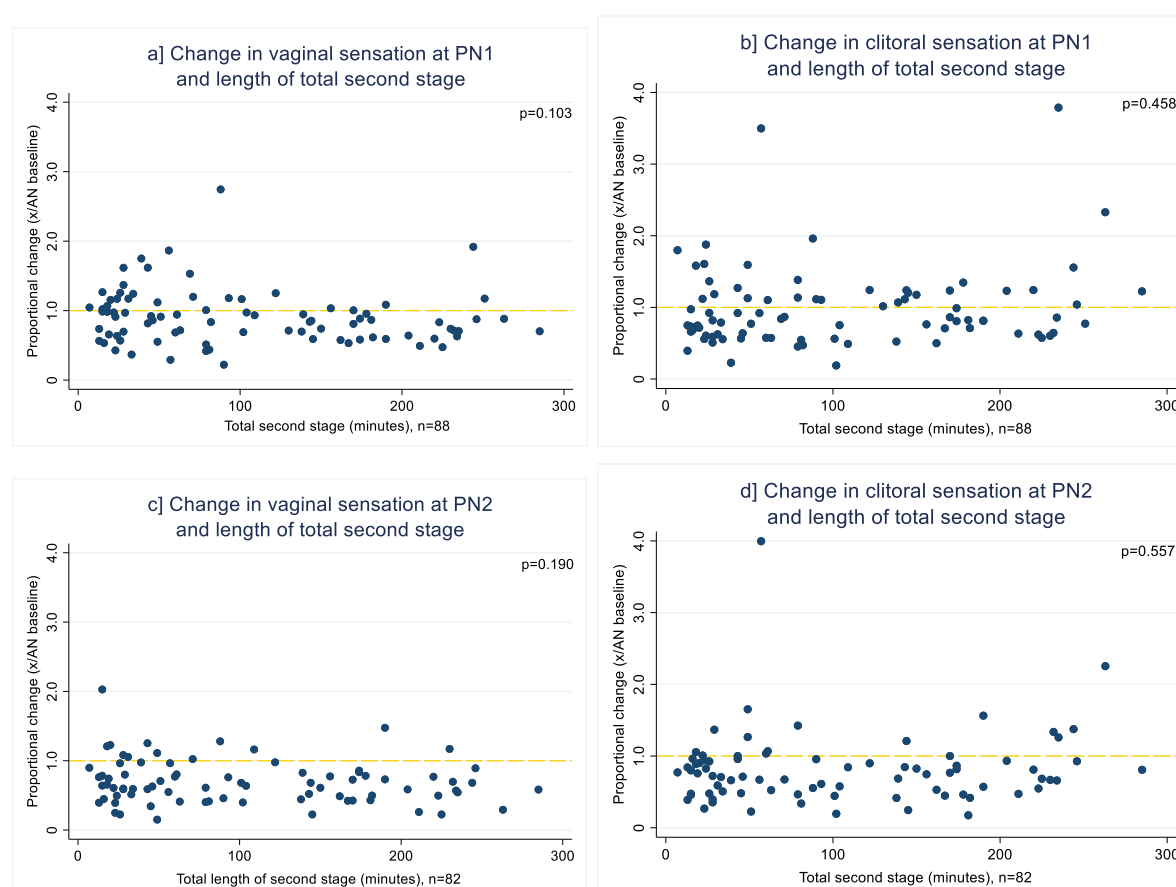 a] Change in vaginal sensation at PN1
and length of total second stage
p=0.103
Proportional change (x/AN baseline)
4.0
3.0
2.0
1.0
0
0 100 200 300
Total second stage (minutes), n=88
b] Change in clitoral sensation at PN1
and length of total second stage
p=0.458
Proportional change (x/AN baseline)
4.0
3.0
2.0
1.0
0
0 100 200 300
Total second stage (minutes), n=88
c] Change in vaginal sensation at PN2
and length of total second stage
p=0.190
Proportional change (x/AN baseline)
4.0
3.0
2.0
1.0
0
0 100 200 300
Total length of second stage (minutes), n=82
d] Change in clitoral sensation at PN2
and length of total second stage
p=0.557
Proportional change (x/AN baseline)
4.0
3.0
2.0
1.0
0
0 100 200 300
Total second stage (minutes), n=82